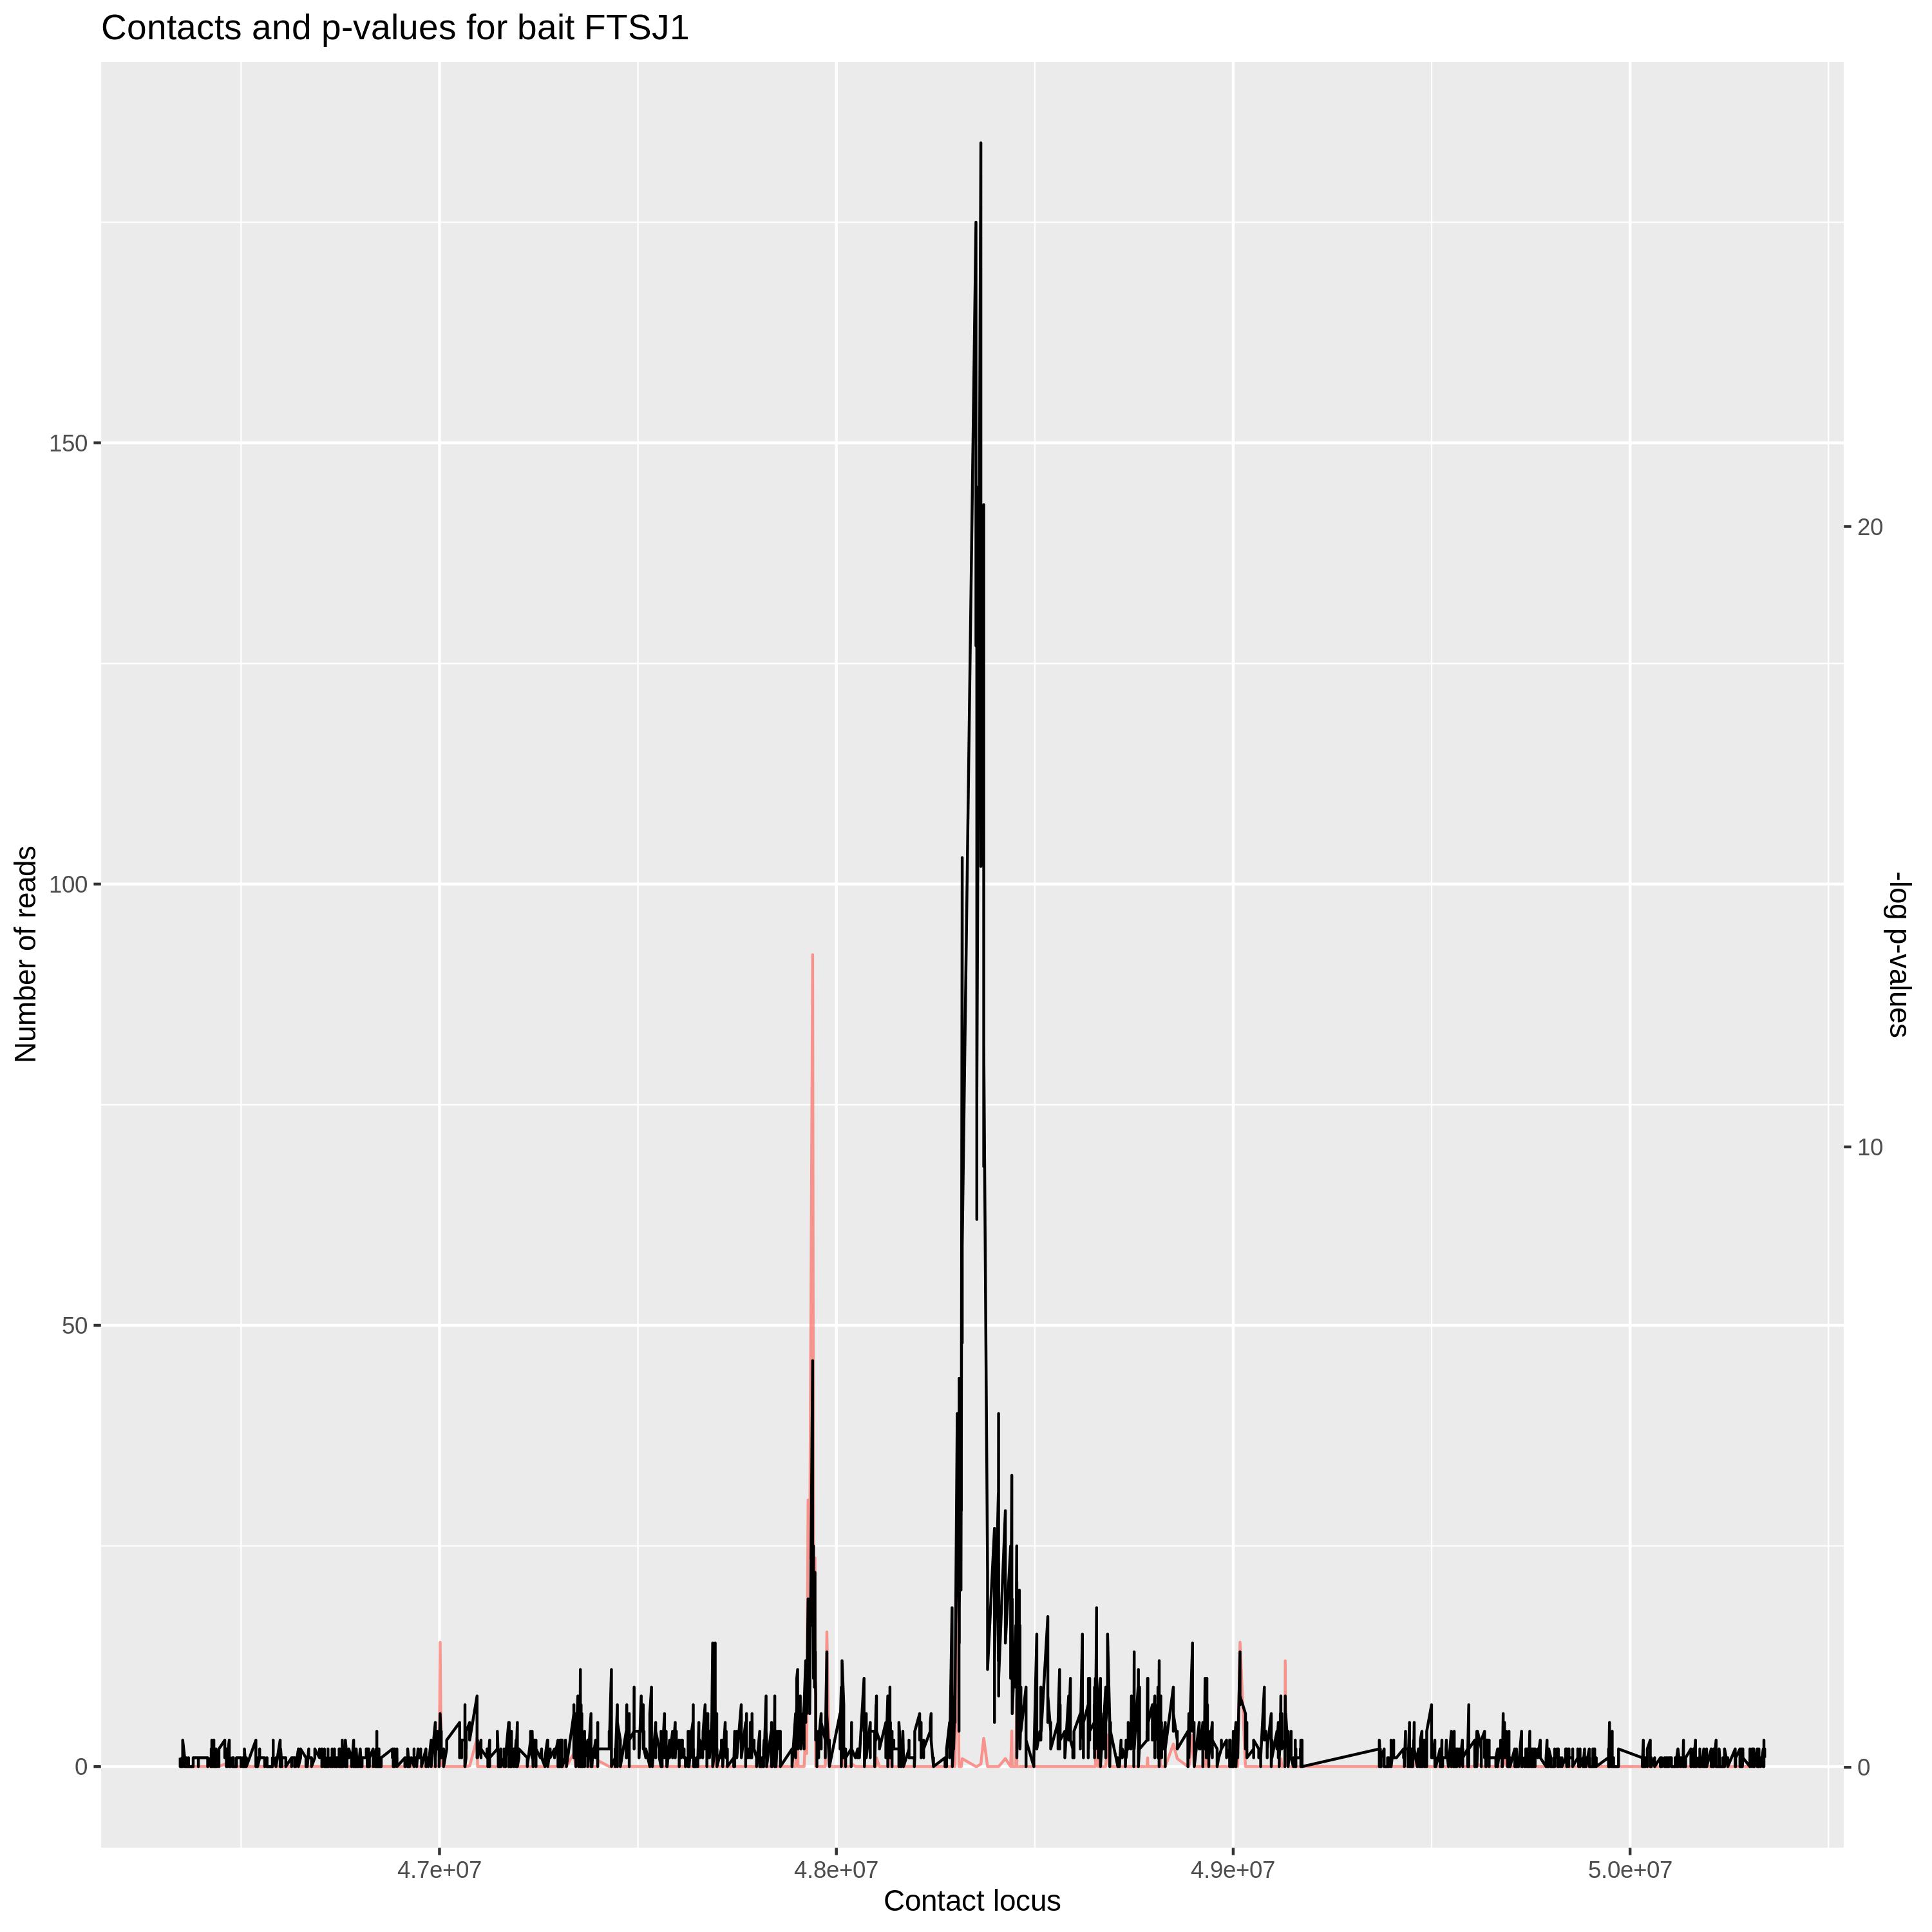 Contacts and p-values for bait FTSJ1
Number of reads
150
100
50
0
20
10
0
-log p-values
4.7e+07
4.8e+07
4.9e+07
5.0e+07
Contact locus